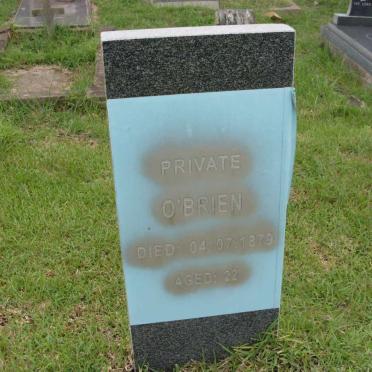 PRIVATE
O'BRIEN
DIED: 04.07.1879
AGED: 22